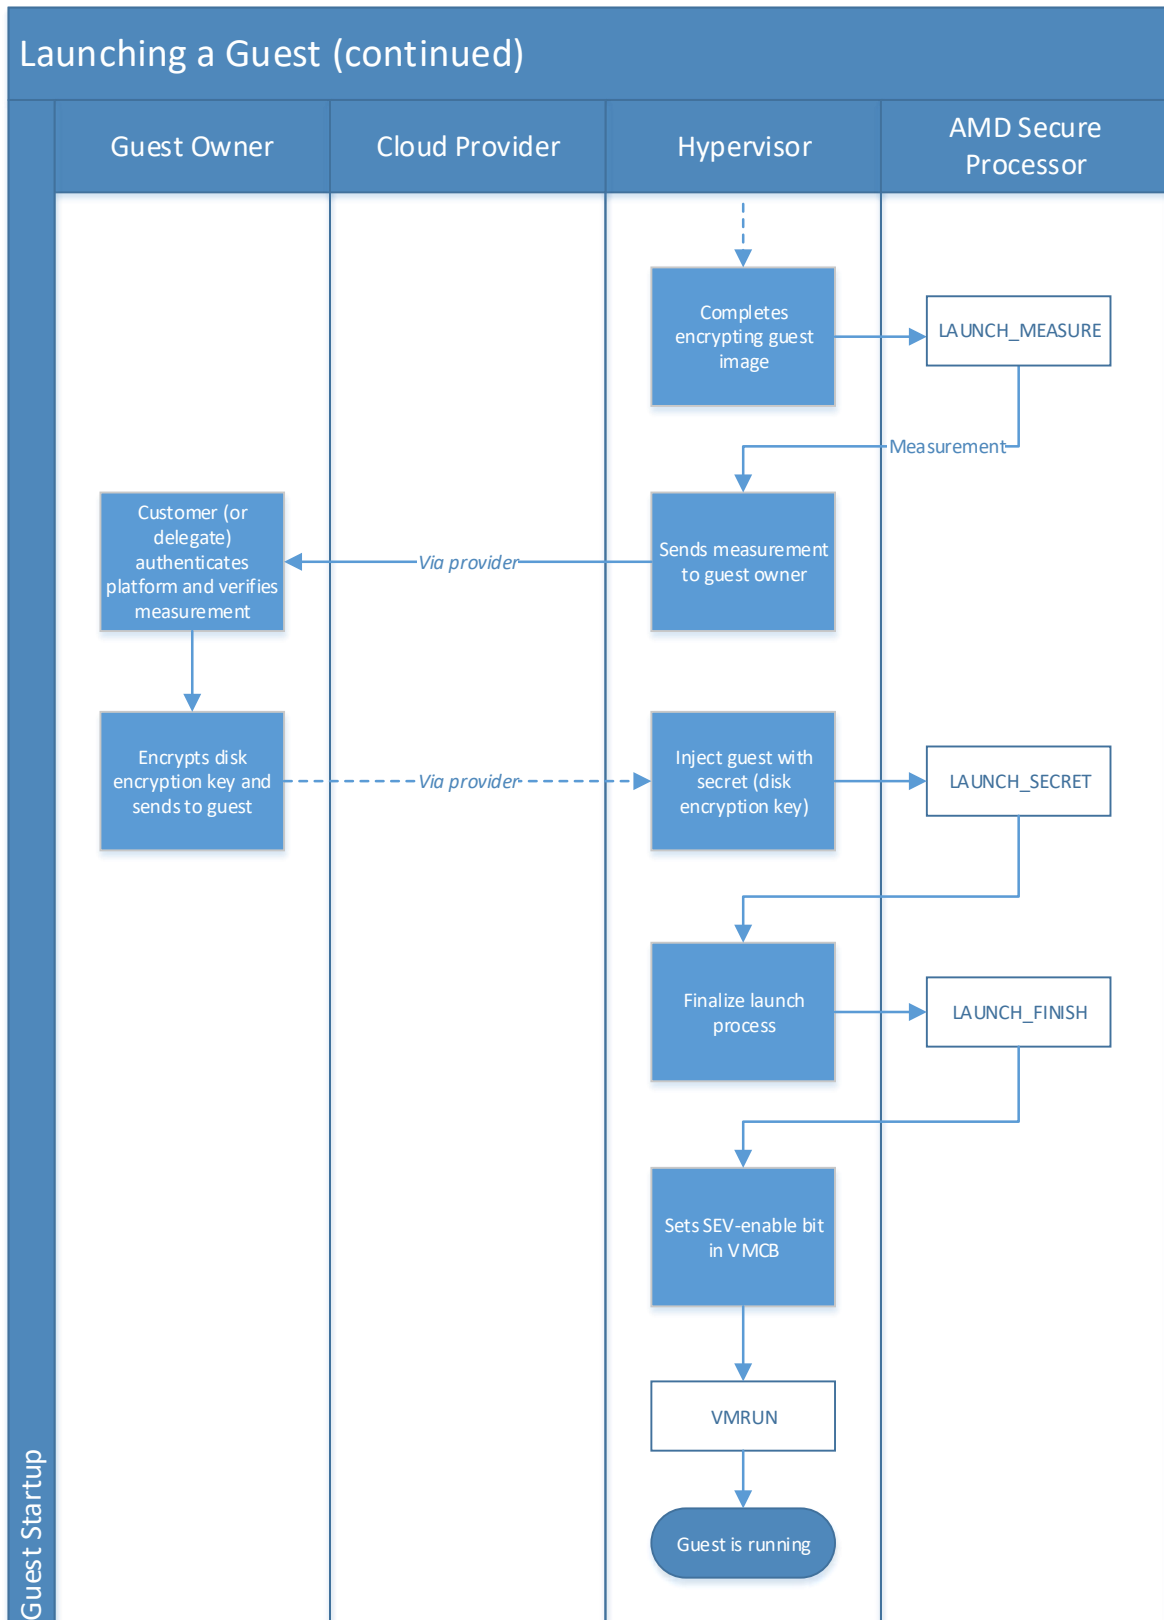 Launching a Guest (continued)
Guest Owner
Cloud Provider
Hypervisor
AMD Secure
Processor
Completes
encrypting guest
image
LAUNCH_MEASURE
Measurement
Customer (or
delegate)
authenticates
platform and verifies
measurement
Via provider
Sends measurement
to guest owner
Encrypts disk
encryption key and
sends to guest
Via provider
Inject guest with
secret (disk
encryption key)
LAUNCH_SECRET
Finalize launch
process
LAUNCH_FINISH
Sets SEV-enable bit
in VMCB
VMRUN
Guest is running
Guest Startup